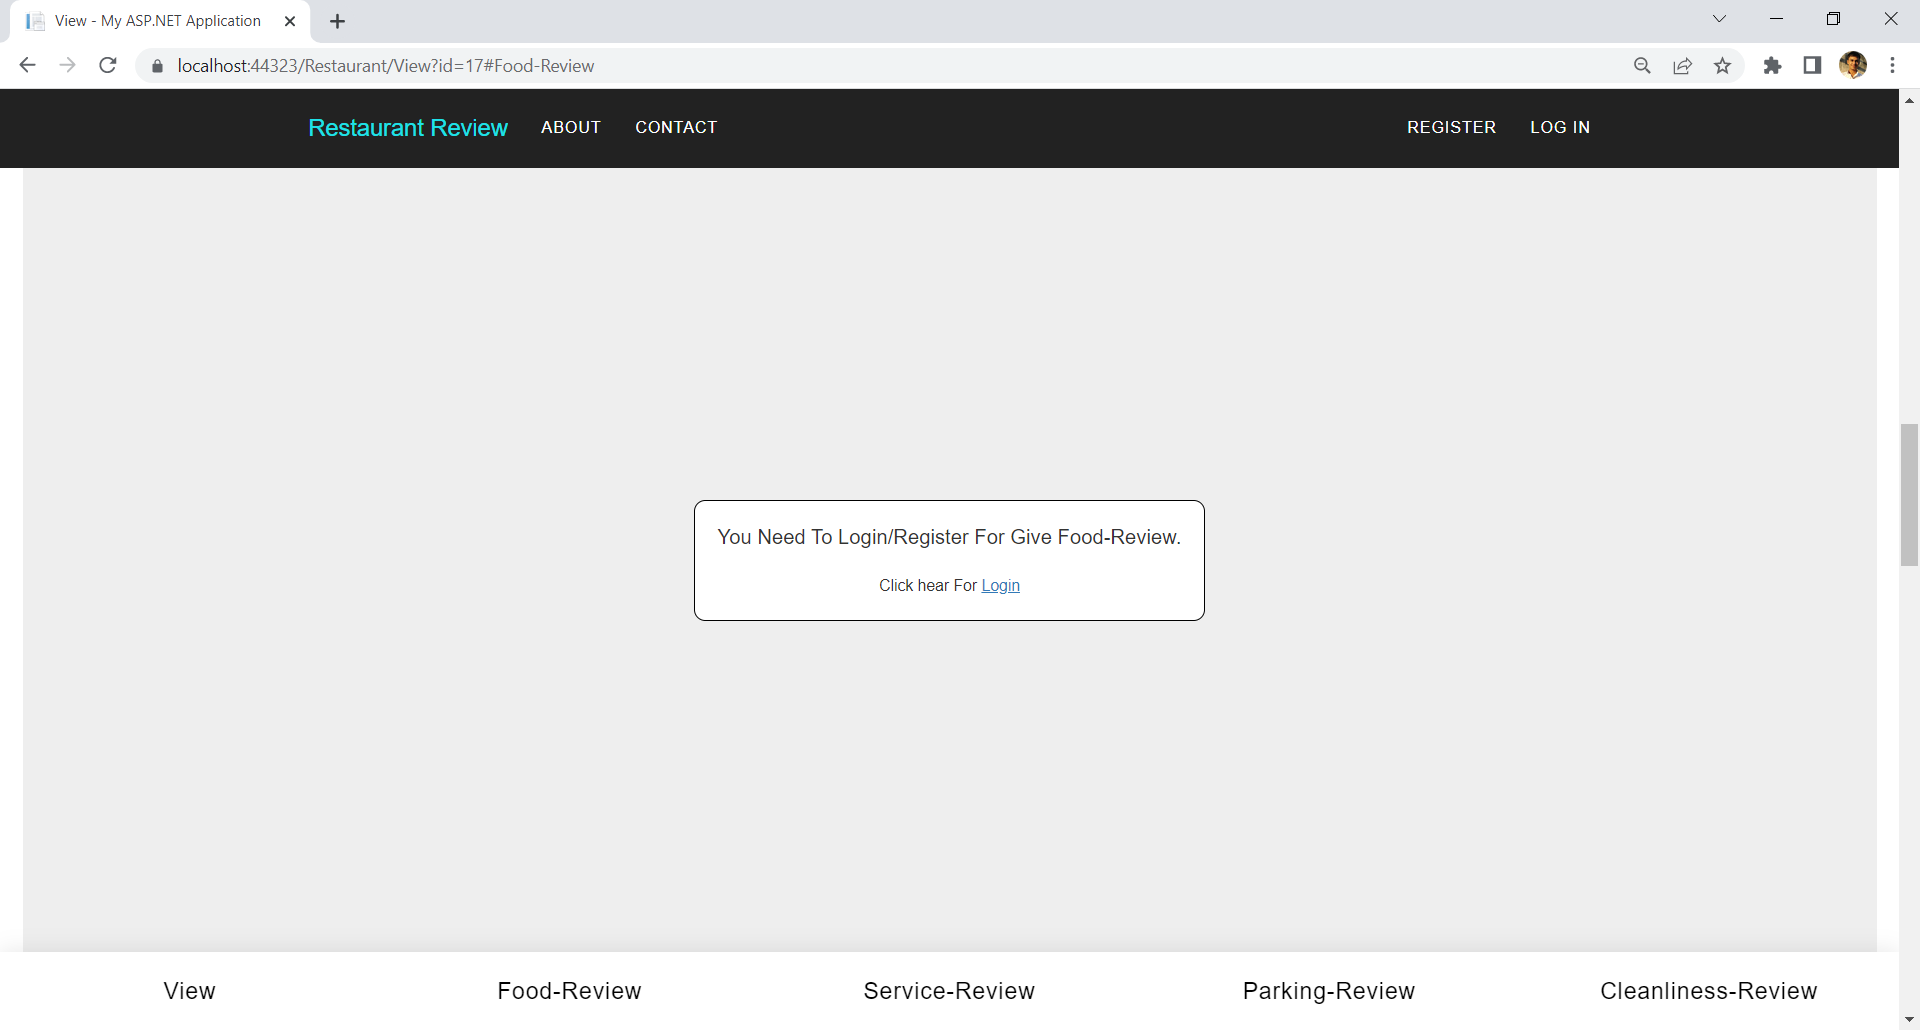 View - My ASP.NET Application
localhost:44323/Restaurant/View?id=17#Food-Review
Restaurant Review ABOUT CONTACT REGISTER LOG IN
You Need To Login/Register For Give Food-Review.
Click hear For Login
View Food-Review Service-Review Parking-Review Cleanliness-Review